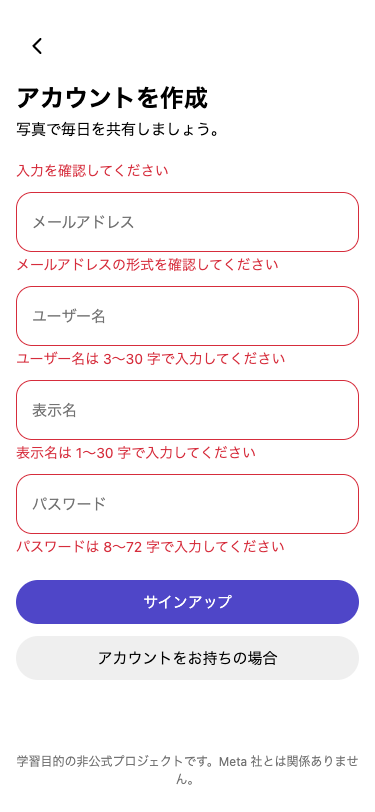 アカウントを作成
写真で毎日を共有しましょう。
入力を確認してください
メールアドレス
メールアドレスの形式を確認してください
ユーザー名
ユーザー名は 3〜30 字で入力してください
表示名
表示名は 1〜30 字で入力してください
パスワード
パスワードは 8〜72 字で入力してください
サインアップ
アカウントをお持ちの場合
学習目的の非公式プロジェクトです。Meta 社とは関係ありませ
ん。